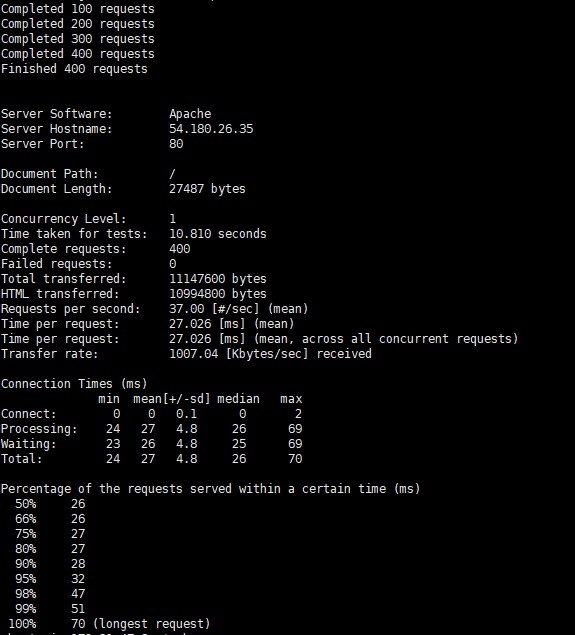 Completed 100 requests
Completed 200 requests
Completed 300 requests
Completed 400 requests
Finished 400 requests
Server Software: Apache
Server Hostname: 54.180.26.35
Server Port: 80
Document Path: /
Document Length: 27487 bytes
Concurrency Level: 1
Time taken for tests: 10.810 seconds
Complete requests: 400
Failed requests: 0
Total transferred: 11147600 bytes
HTML transferred: 10994800 bytes
Requests per second: 37.00 [#/sec] (mean)
Time per request: 27.026 [ms] (mean)
Time per request: 27.026 [ms] (mean, across all concurrent requests)
Transfer rate: 1007.04 [Kbytes/sec] received
Connection Times (ms)
min mean[+/-sd] median max
Connect: 0 0 0.1 0 2
Processing: 24 27 4.8 26 69
Waiting: 23 26 4.8 25 69
Total: 24 27 4.8 26 70
Percentage of the requests served within a certain time (ms)
50% 26
66% 26
75% 27
80% 27
90% 28
95% 32
98% 47
99% 51
100% 70 (longest request)